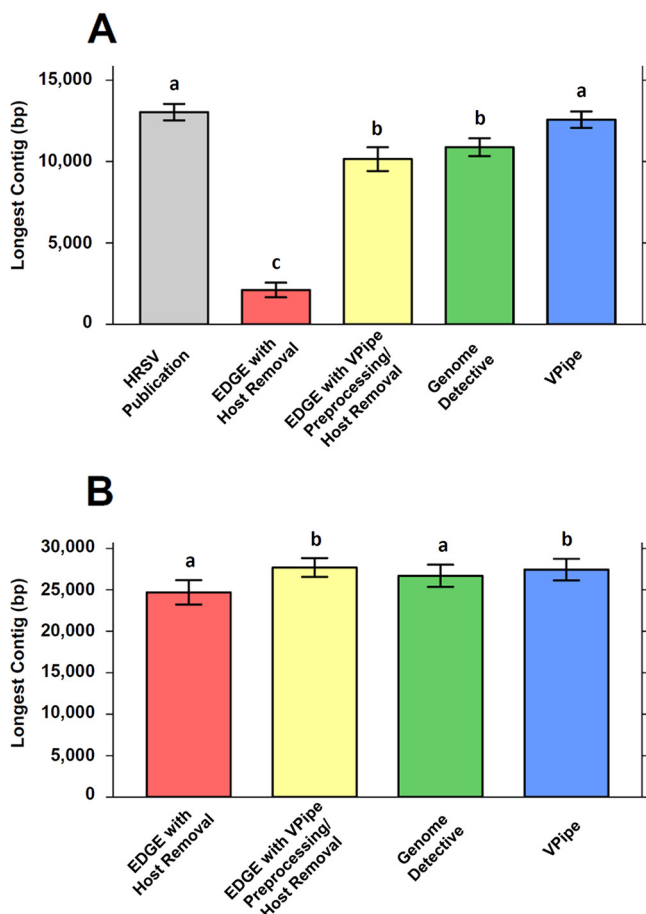 A
Longest Contig (bp)
15,000
10,000
5,000
0
a
c
b
b
a
HRSV
Publication
EDGE with
Host Removal
EDGE with VPipe
Preprocessing/
Host Removal
Genome
Detective
VPipe
B
Longest Contig (bp)
30,000
25,000
20,000
15,000
10,000
5,000
0
a
b
a
b
EDGE with
Host Removal
EDGE with VPipe
Preprocessing/
Host Removal
Genome
Detective
VPipe